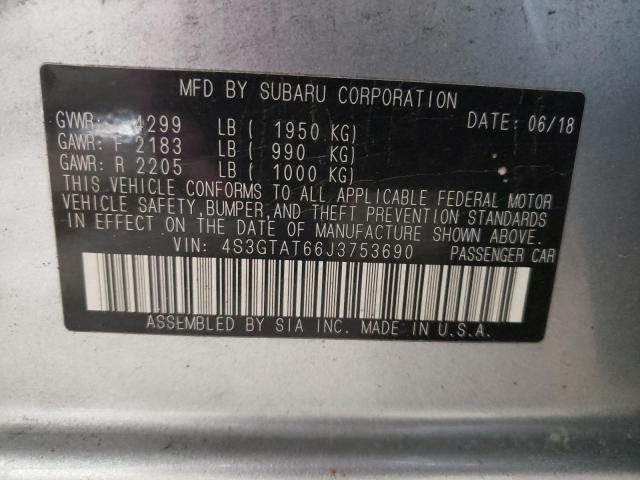 MFD BY SUBARU CORPORATION
GVWR: 4299 LB ( 1950 KG) DATE: 06/18
GAWR: F 2183 LB ( 990 KG)
GAWR: R 2205 LB ( 1000 KG)
THIS VEHICLE CONFORMS TO ALL APPLICABLE FEDERAL MOTOR
VEHICLE SAFETY, BUMPER, AND THEFT PREVENTION STANDARDS
IN EFFECT ON THE DATE OF MANUFACTURE SHOWN ABOVE.
VIN: 4S3GTAT66J3753690 PASSENGER CAR
ASSEMBLED BY SIA INC. MADE IN U.S.A.